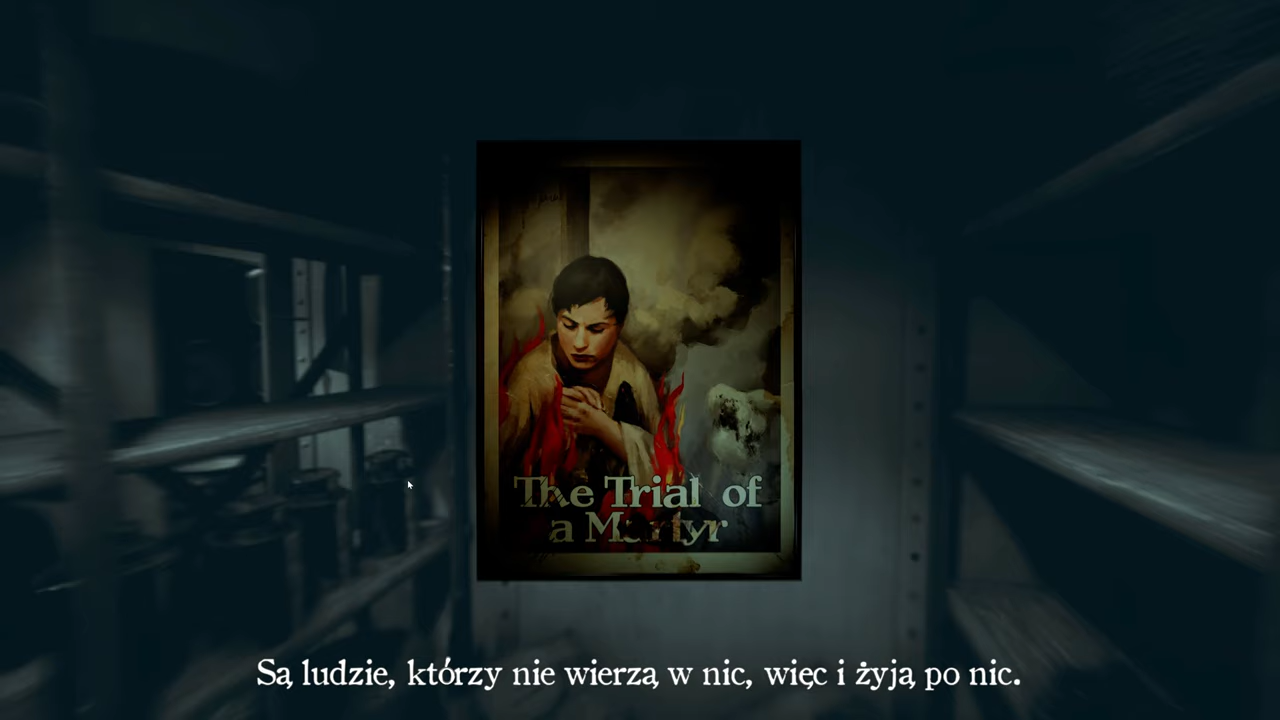 The Trial of
a Martyr
Są ludzie, którzy nie wierzą w nic, więc i żyją po nic.